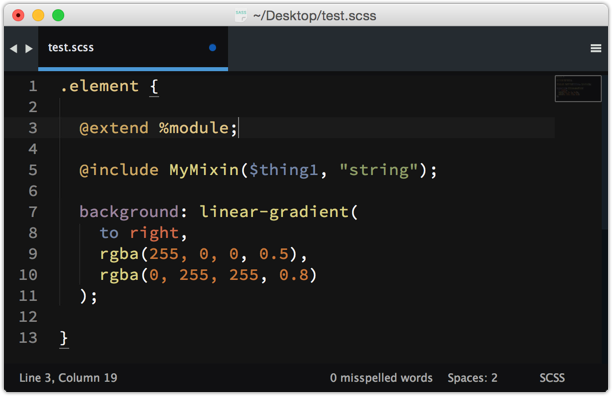 ~/Desktop/test.scss
test.scss
1 .element {
2
3 @extend %module;
4
5 @include MyMixin($thing1, "string");
6
7 background: linear-gradient(
8 to right,
9 rgba(255, 0, 0, 0.5),
10 rgba(0, 255, 255, 0.8)
11 );
12
13 }
Line 3, Column 19 0 misspelled words Spaces: 2 SCSS